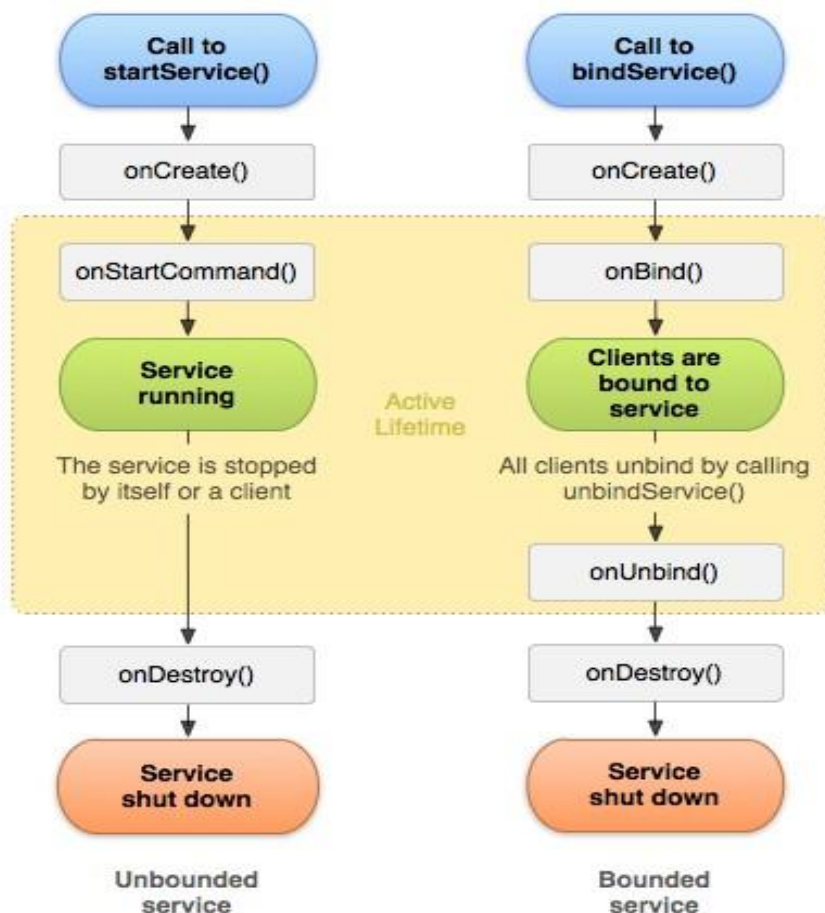 Call to
startService()
onCreate()
onStartCommand()
Service
running
The service is stopped
by itself or a client
onDestroy()
Service
shut down
Unbounded
service
Active
Lifetime
Call to
bindService()
onCreate()
onBind()
Clients are
bound to
service
All clients unbind by calling
unbindService()
onUnbind()
onDestroy()
Service
shut down
Bounded
service